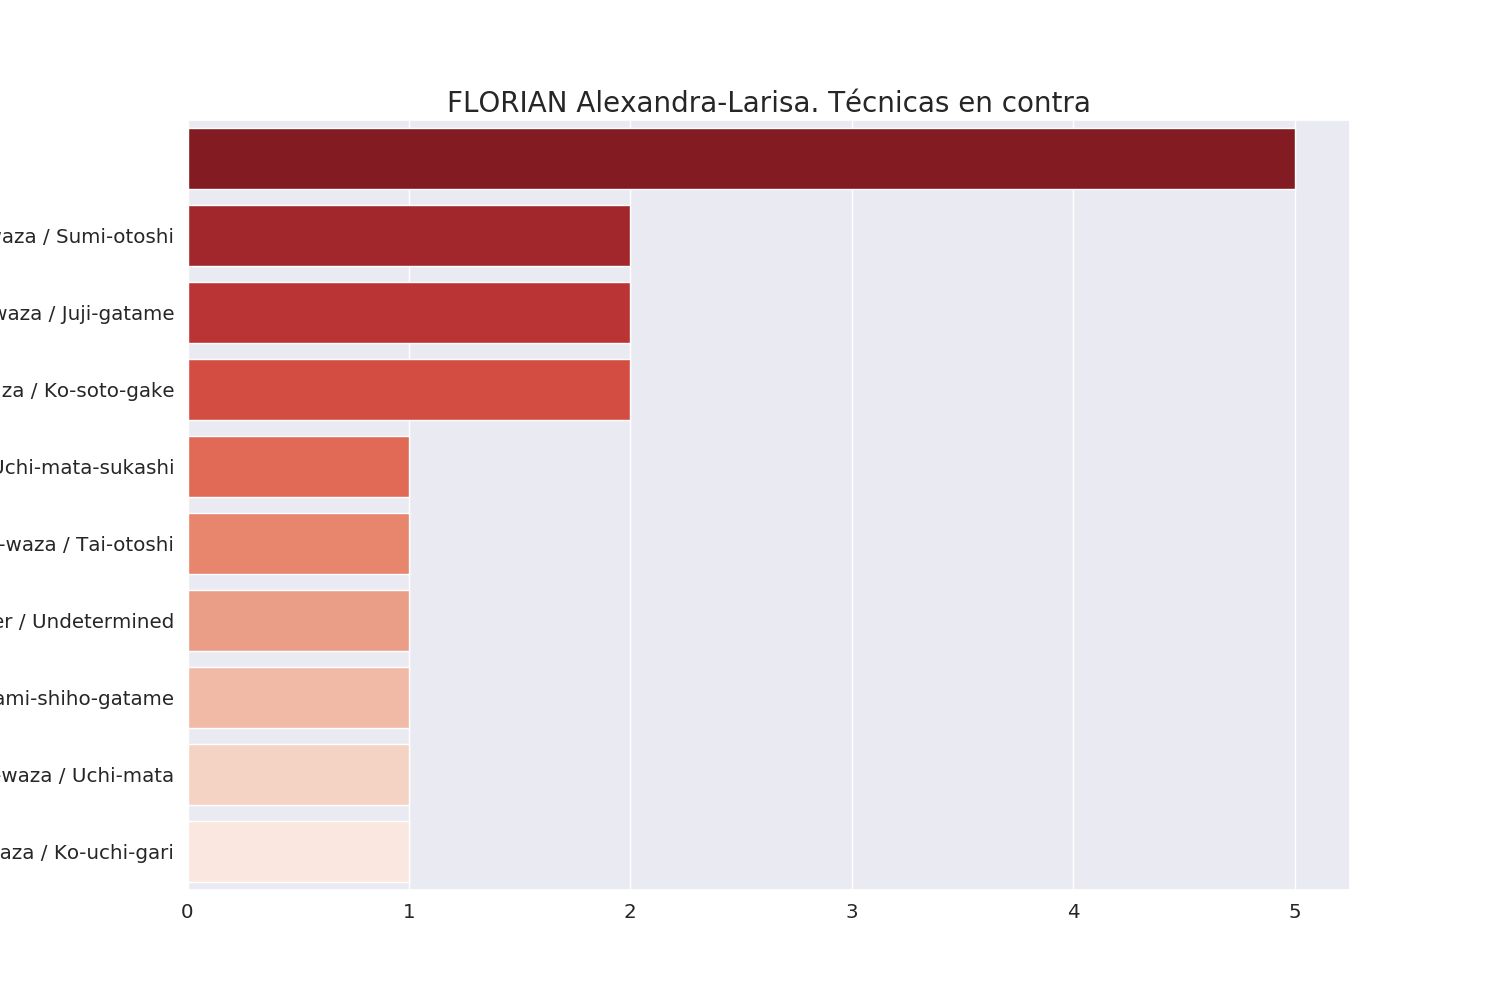 FLORIAN Alexandra-Larisa. Técnicas en contra
waza / Sumi-otoshi
waza / Juji-gatame
za / Ko-soto-gake
Uchi-mata-sukashi
-waza / Tai-otoshi
er / Undetermined
ami-shiho-gatame
-waza / Uchi-mata
aza / Ko-uchi-gari
0 1 2 3 4 5